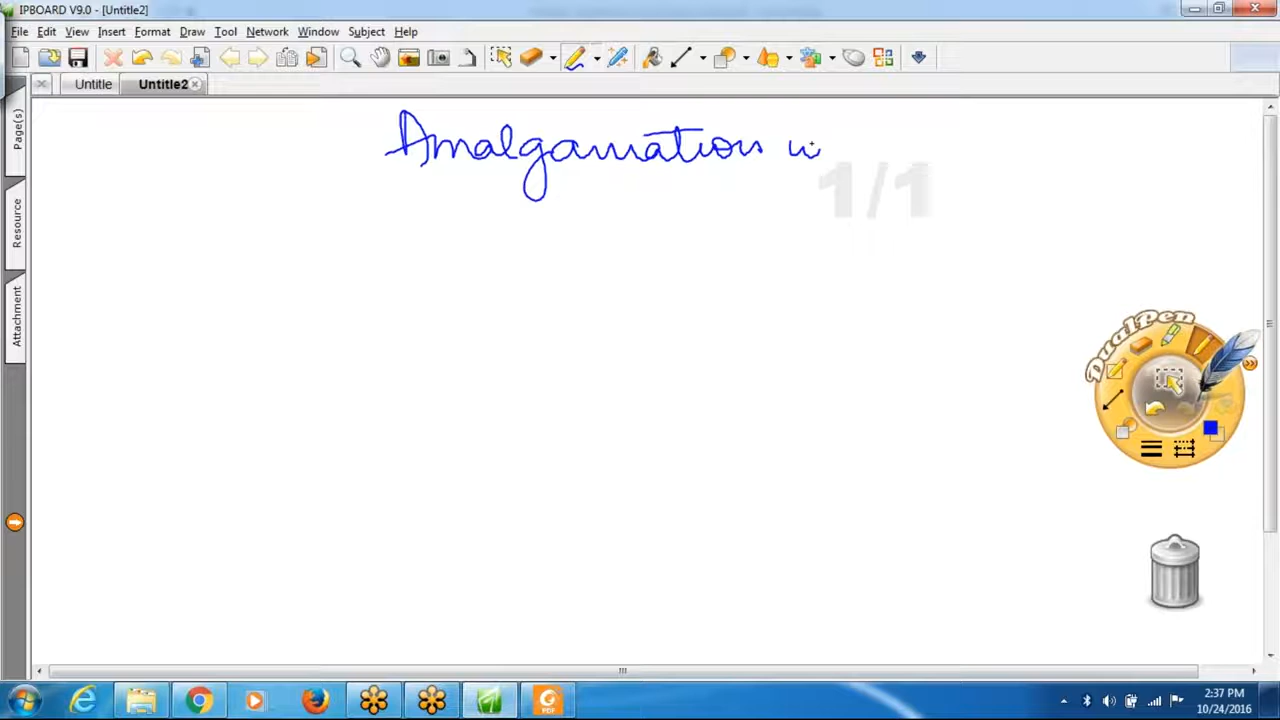 IPBOARD V9.0 - [Untitle2]
File Edit View Insert Format Draw Tool Network Window Subject Help
Untitle Untitle2
Page(s)
Resource
Attachment
Amalgamation
1/1
DualPen
PDF
2:37 PM
10/24/2016